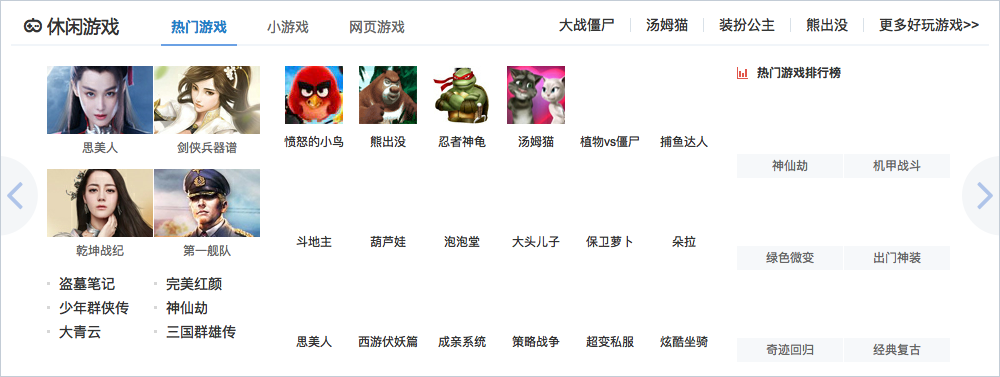 休闲游戏 热门游戏 小游戏 网页游戏 大战僵尸 汤姆猫 装扮公主 熊出没 更多好玩游戏>>
思美人 剑侠兵器谱
乾坤战纪 第一舰队
盗墓笔记 完美红颜
少年群侠传 神仙劫
大青云 三国群雄传
愤怒的小鸟 熊出没 忍者神龟 汤姆猫 植物vs僵尸 捕鱼达人
斗地主 葫芦娃 泡泡堂 大头儿子 保卫萝卜 朵拉
思美人 西游伏妖篇 成亲系统 策略战争 超变私服 炫酷坐骑
热门游戏排行榜
神仙劫 机甲战斗
绿色微变 出门神装
奇迹回归 经典复古